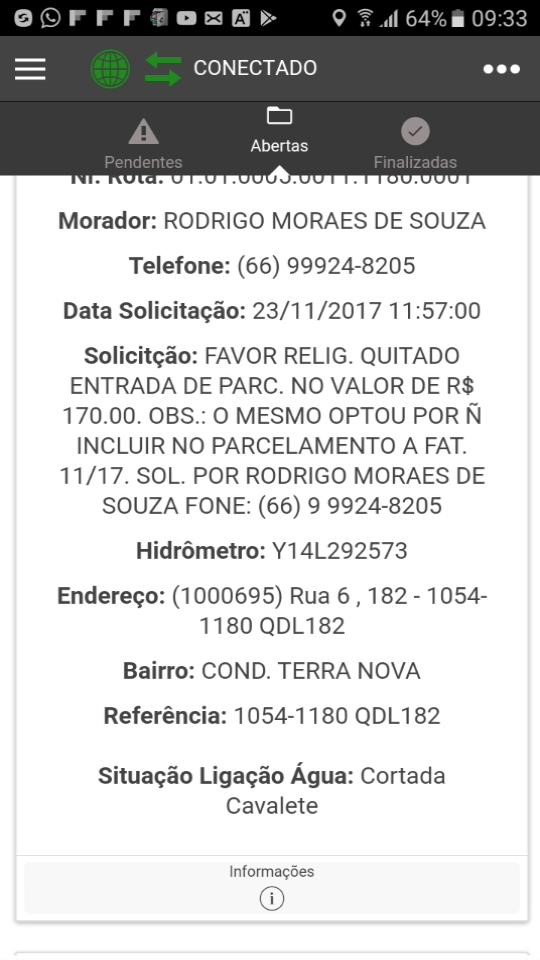 64% 09:33
CONECTADO
Pendentes
Abertas
Finalizadas
Nr. Rota:
Morador: RODRIGO MORAES DE SOUZA
Telefone: (66) 99924-8205
Data Solicitação: 23/11/2017 11:57:00
Solicitção: FAVOR RELIG. QUITADO
ENTRADA DE PARC. NO VALOR DE R$
170.00. OBS.: O MESMO OPTOU POR Ñ
INCLUIR NO PARCELAMENTO A FAT.
11/17. SOL. POR RODRIGO MORAES DE
SOUZA FONE: (66) 9 9924-8205
Hidrômetro: Y14L292573
Endereço: (1000695) Rua 6 , 182 - 1054-
1180 QDL182
Bairro: COND. TERRA NOVA
Referência: 1054-1180 QDL182
Situação Ligação Água: Cortada
Cavalete
Informações